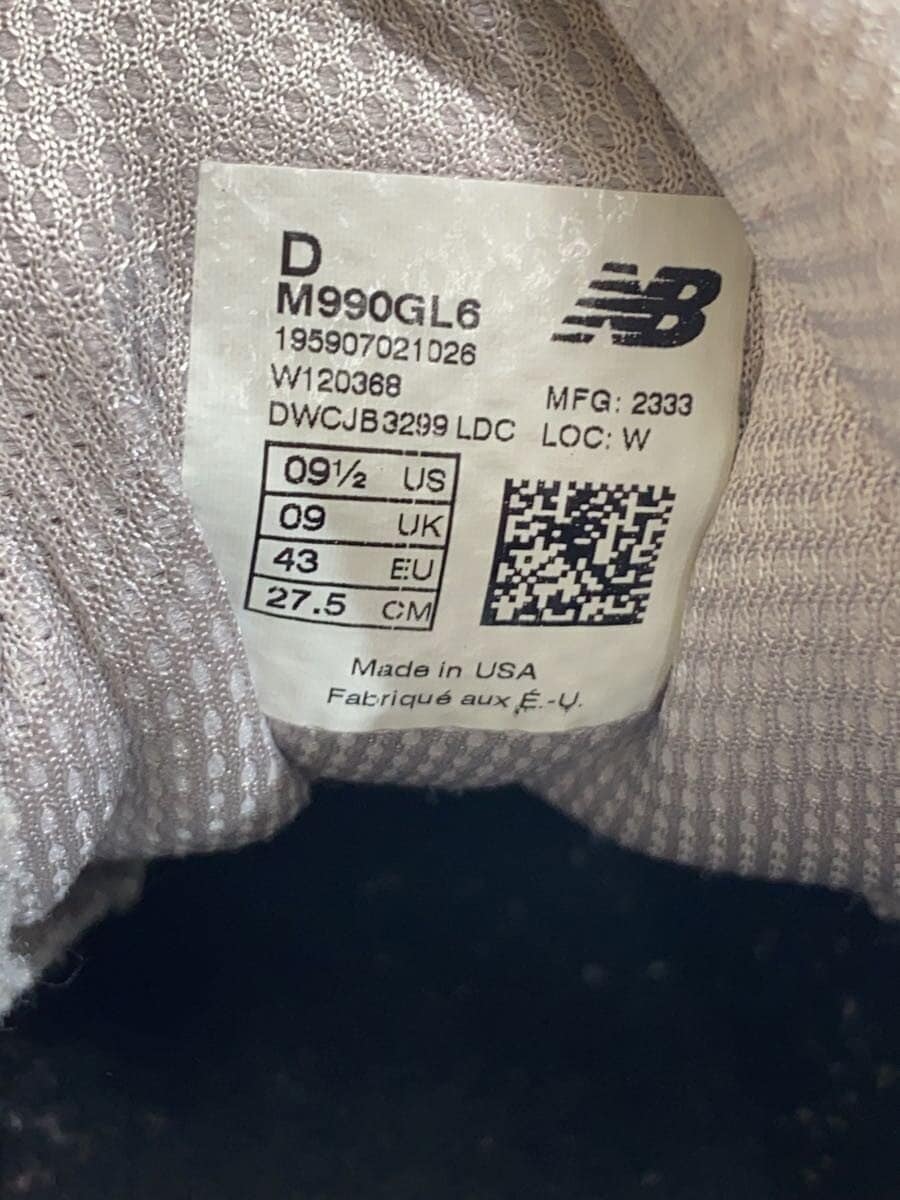 D
M990GL6
NB
195907021026
W120368
MFG: 2333
DWCJB3299 LDC
LOC: W
09½ US
09 UK
43 EU
27.5 CM
Made in USA
Fabriqué aux É.-U.